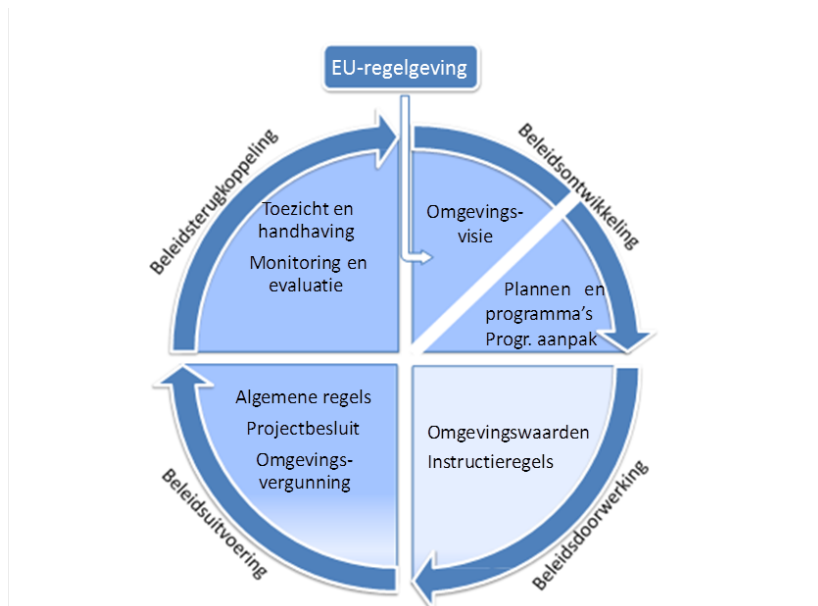 EU-regelgeving
Beleidsontwikkeling
Omgevings-
visie
Plannen en
programma's
Progr. aanpak
Beleidsdoorwerking
Omgevingswaarden
Instructieregels
Beleidsuitvoering
Algemene regels
Projectbesluit
Omgevings-
vergunning
Beleidsterugkoppeling
Toezicht en
handhaving
Monitoring en
evaluatie